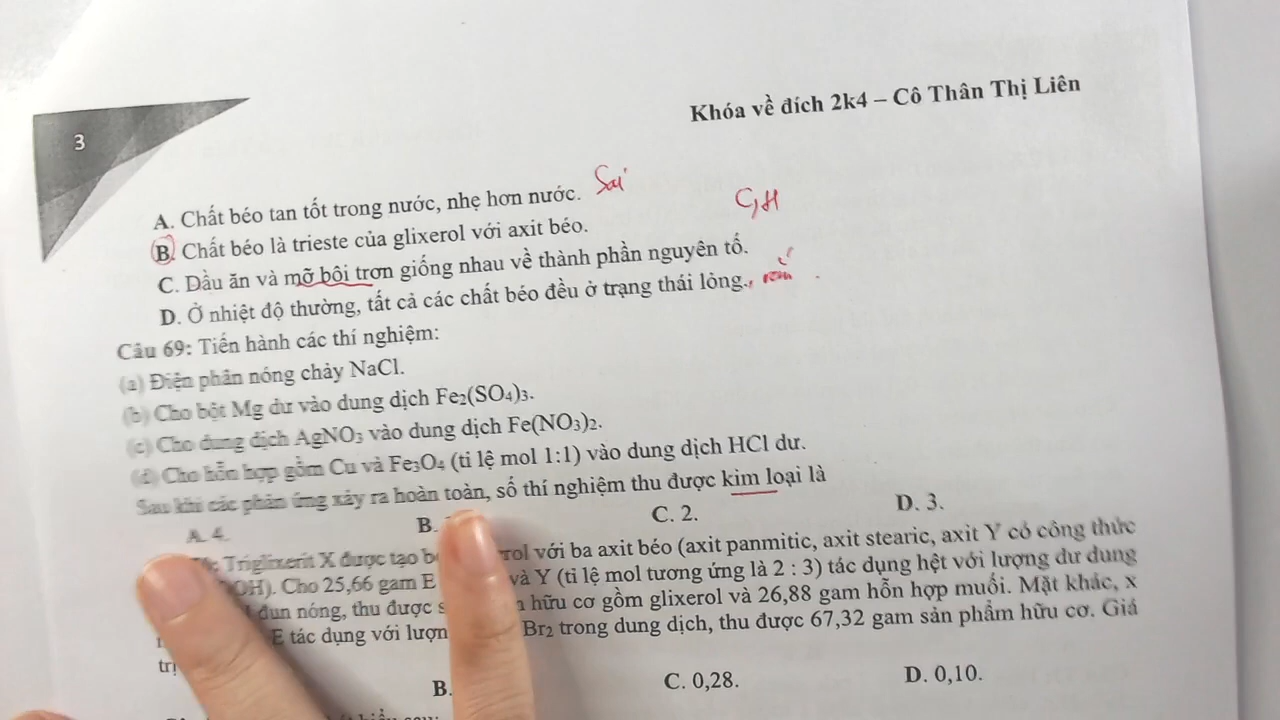 Khóa về đích 2k4 – Cô Thân Thị Liên
3
A. Chất béo tan tốt trong nước, nhẹ hơn nước. Sai
C, H
B. Chất béo là trieste của glixerol với axit béo.
C. Dầu ăn và mỡ bôi trơn giống nhau về thành phần nguyên tố.
D. Ở nhiệt độ thường, tất cả các chất béo đều ở trạng thái lỏng., rắn
Câu 69: Tiến hành các thí nghiệm:
(a) Điện phân nóng chảy NaCl.
(b) Cho bột Mg dư vào dung dịch Fe₂(SO₄)₃.
(c) Cho dung dịch AgNO₃ vào dung dịch Fe(NO₃)₂.
(d) Cho hỗn hợp gồm Cu và Fe₃O₄ (tỉ lệ mol 1:1) vào dung dịch HCl dư.
Sau khi các phản ứng xảy ra hoàn toàn, số thí nghiệm thu được kim loại là
A. 4. B. C. 2. D. 3.
Triglixerit X được tạo với ba axit béo (axit panmitic, axit stearic, axit Y có công thức
OOH). Cho 25,66 gam E và Y (tỉ lệ mol tương ứng là 2 : 3) tác dụng hết với lượng dư dung
đun nóng, thu được hữu cơ gồm glixerol và 26,88 gam hỗn hợp muối. Mặt khác, x
E tác dụng với Br₂ trong dung dịch, thu được 67,32 gam sản phẩm hữu cơ. Giá
B. C. 0,28. D. 0,10.